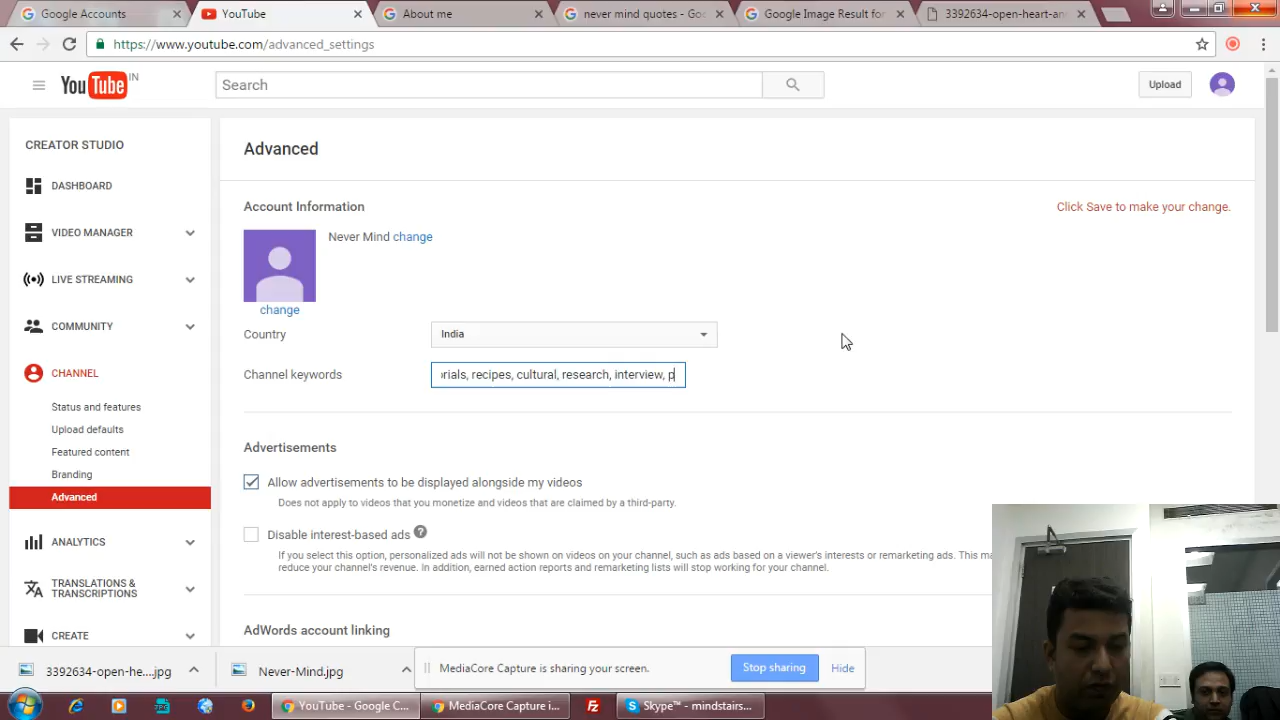 Google Accounts
YouTube
About me
never mind quotes - Go
Google Image Result for
3392634-open-heart-an
https://www.youtube.com/advanced_settings
YouTube IN
Search
Upload
CREATOR STUDIO
DASHBOARD
VIDEO MANAGER
LIVE STREAMING
COMMUNITY
CHANNEL
Status and features
Upload defaults
Featured content
Branding
Advanced
ANALYTICS
TRANSLATIONS &
TRANSCRIPTIONS
CREATE
Advanced
Account Information
Click Save to make your change.
Never Mind change
change
Country
India
Channel keywords
rials, recipes, cultural, research, interview, p
Advertisements
Allow advertisements to be displayed alongside my videos
Does not apply to videos that you monetize and videos that are claimed by a third-party.
Disable interest-based ads ?
If you select this option, personalized ads will not be shown on videos on your channel, such as ads based on a viewer's interests or remarketing ads. This ma
reduce your channel's revenue. In addition, earned action reports and remarketing lists will stop working for your channel.
AdWords account linking
3392634-open-he....jpg
Never-Mind.jpg
MediaCore Capture is sharing your screen.
Stop sharing
Hide
YouTube - Google C...
MediaCore Capture i...
Skype™ - mindstairs...